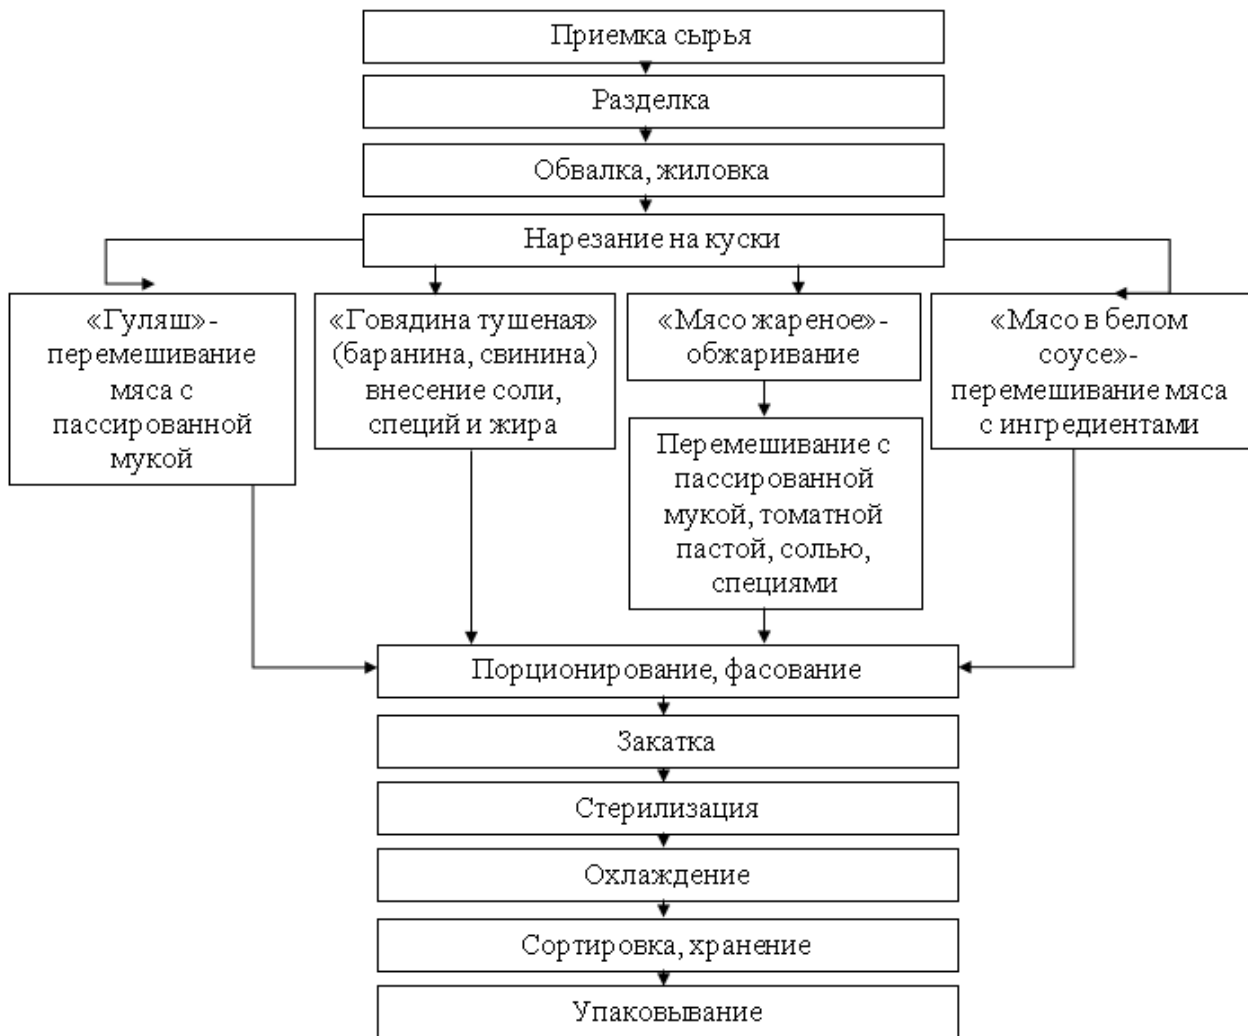 Приемка сырья
Разделка
Обвалка, жиловка
Нарезание на куски
«Гуляш»-
перемешивание
мяса с
пассированной
мукой
«Говядина тушеная»
(баранина, свинина)
внесение соли,
специй и жира
«Мясо жареное»-
обжаривание
Перемешивание с
пассированной
мукой, томатной
пастой, солью,
специями
«Мясо в белом
соусе»-
перемешивание мяса
с ингредиентами
Порционирование, фасование
Закатка
Стерилизация
Охлаждение
Сортировка, хранение
Упаковывание